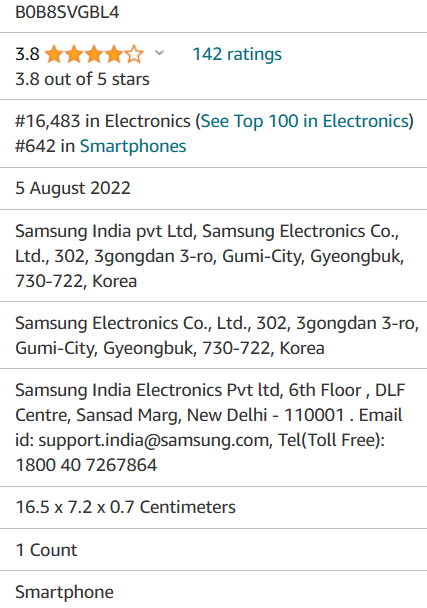 B0B8SVGBL4
3.8 142 ratings
3.8 out of 5 stars
#16,483 in Electronics (See Top 100 in Electronics)
#642 in Smartphones
5 August 2022
Samsung India pvt Ltd, Samsung Electronics Co.,
Ltd., 302, 3gongdan 3-ro, Gumi-City, Gyeongbuk,
730-722, Korea
Samsung Electronics Co., Ltd., 302, 3gongdan 3-ro,
Gumi-City, Gyeongbuk, 730-722, Korea
Samsung India Electronics Pvt ltd, 6th Floor , DLF
Centre, Sansad Marg, New Delhi - 110001 . Email
id: support.india@samsung.com, Tel(Toll Free):
1800 40 7267864
16.5 x 7.2 x 0.7 Centimeters
1 Count
Smartphone